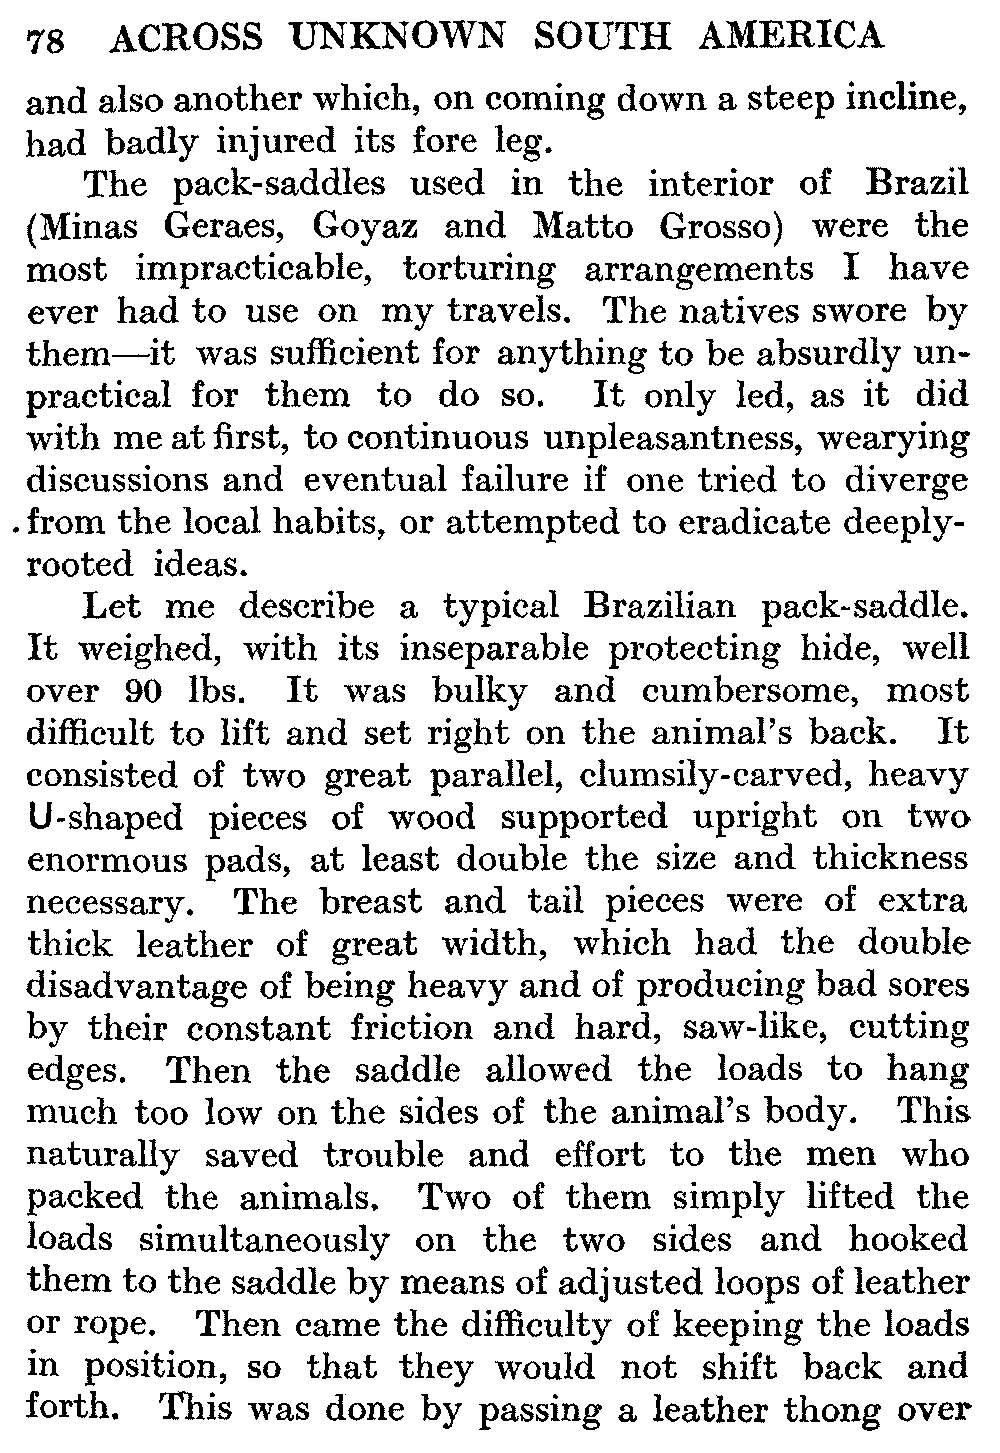 78 ACROSS UNKNOWN SOUTH AMERICA
and also another which, on coming down a steep incline,
had badly injured its fore leg.
The pack-saddles used in the interior of Brazil
(Minas Geraes, Goyaz and Matto Grosso) were the
most impracticable, torturing arrangements I have
ever had to use on my travels. The natives swore by
them—it was sufficient for anything to be absurdly un-
practical for them to do so. It only led, as it did
with me at first, to continuous unpleasantness, wearying
discussions and eventual failure if one tried to diverge
from the local habits, or attempted to eradicate deeply-
rooted ideas.
Let me describe a typical Brazilian pack-saddle.
It weighed, with its inseparable protecting hide, well
over 90 lbs. It was bulky and cumbersome, most
difficult to lift and set right on the animal's back. It
consisted of two great parallel, clumsily-carved, heavy
U-shaped pieces of wood supported upright on two
enormous pads, at least double the size and thickness
necessary. The breast and tail pieces were of extra
thick leather of great width, which had the double
disadvantage of being heavy and of producing bad sores
by their constant friction and hard, saw-like, cutting
edges. Then the saddle allowed the loads to hang
much too low on the sides of the animal's body. This
naturally saved trouble and effort to the men who
packed the animals. Two of them simply lifted the
loads simultaneously on the two sides and hooked
them to the saddle by means of adjusted loops of leather
or rope. Then came the difficulty of keeping the loads
in position, so that they would not shift back and
forth. This was done by passing a leather thong over